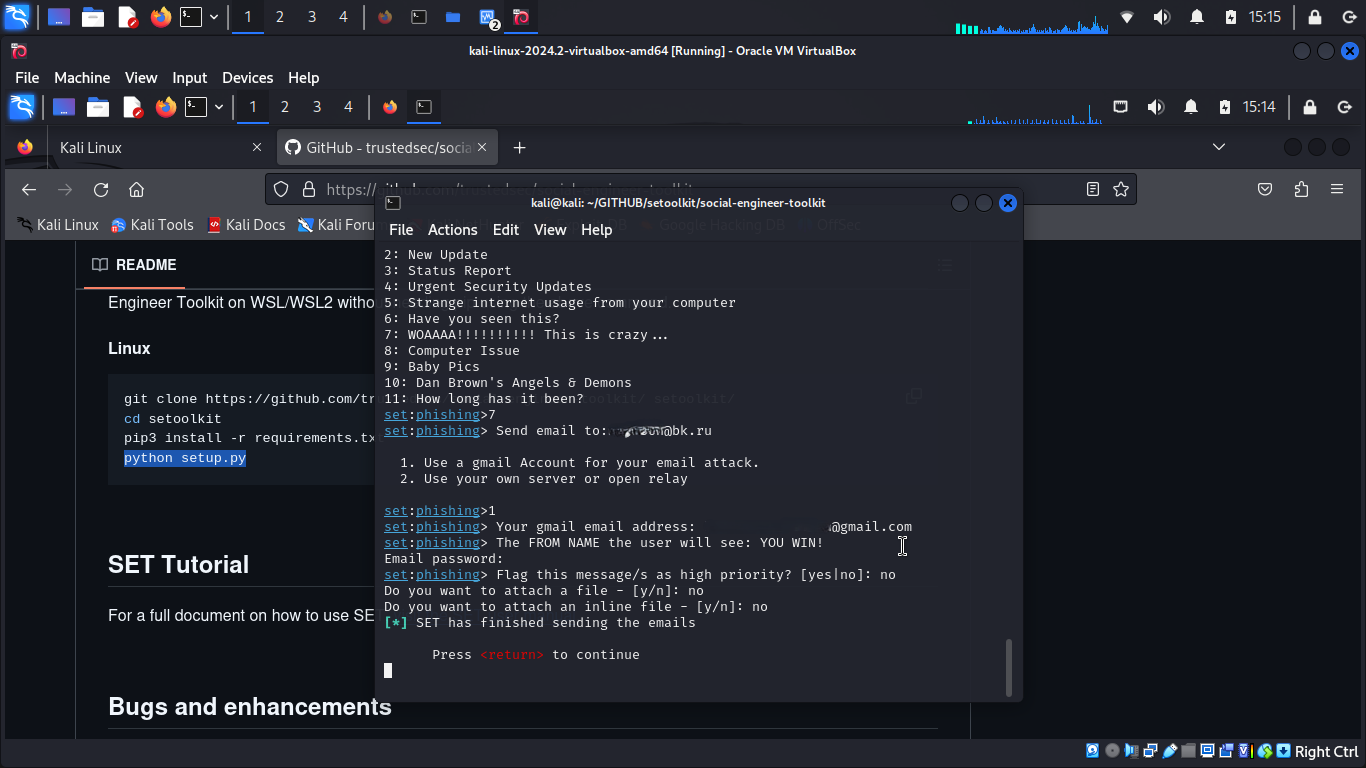 1 2 3 4 2 15:15
kali-linux-2024.2-virtualbox-amd64 [Running] - Oracle VM VirtualBox
File Machine View Input Devices Help
1 2 3 4 15:14
Kali Linux GitHub - trustedsec/socia
https://github.com/trustedsec/social-engineer-toolkit
Kali Linux Kali Tools Kali Docs Kali Foru DB Google Hacking DB OffSec
kali@kali: ~/GITHUB/setoolkit/social-engineer-toolkit
File Actions Edit View Help
README
Engineer Toolkit on WSL/WSL2 witho
Linux
git clone https://github.com/tr olkit/ setoolkit/
cd setoolkit
pip3 install -r requirements.tx
python setup.py
SET Tutorial
For a full document on how to use SE
Bugs and enhancements
2: New Update
3: Status Report
4: Urgent Security Updates
5: Strange internet usage from your computer
6: Have you seen this?
7: WOAAAA!!!!!!!!!! This is crazy...
8: Computer Issue
9: Baby Pics
10: Dan Brown's Angels & Demons
11: How long has it been?
set:phishing>7
set:phishing> Send email to: @bk.ru
1. Use a gmail Account for your email attack.
2. Use your own server or open relay
set:phishing>1
set:phishing> Your gmail email address: @gmail.com
set:phishing> The FROM NAME the user will see: YOU WIN!
Email password:
set:phishing> Flag this message/s as high priority? [yes|no]: no
Do you want to attach a file - [y/n]: no
Do you want to attach an inline file - [y/n]: no
[*] SET has finished sending the emails
Press <return> to continue
Right Ctrl